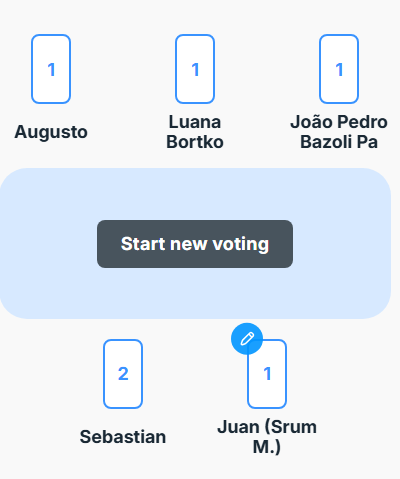 1
1
1
Augusto
Luana
Bortko
João Pedro
Bazoli Pa
Start new voting
2
1
Sebastian
Juan (Srum
M.)